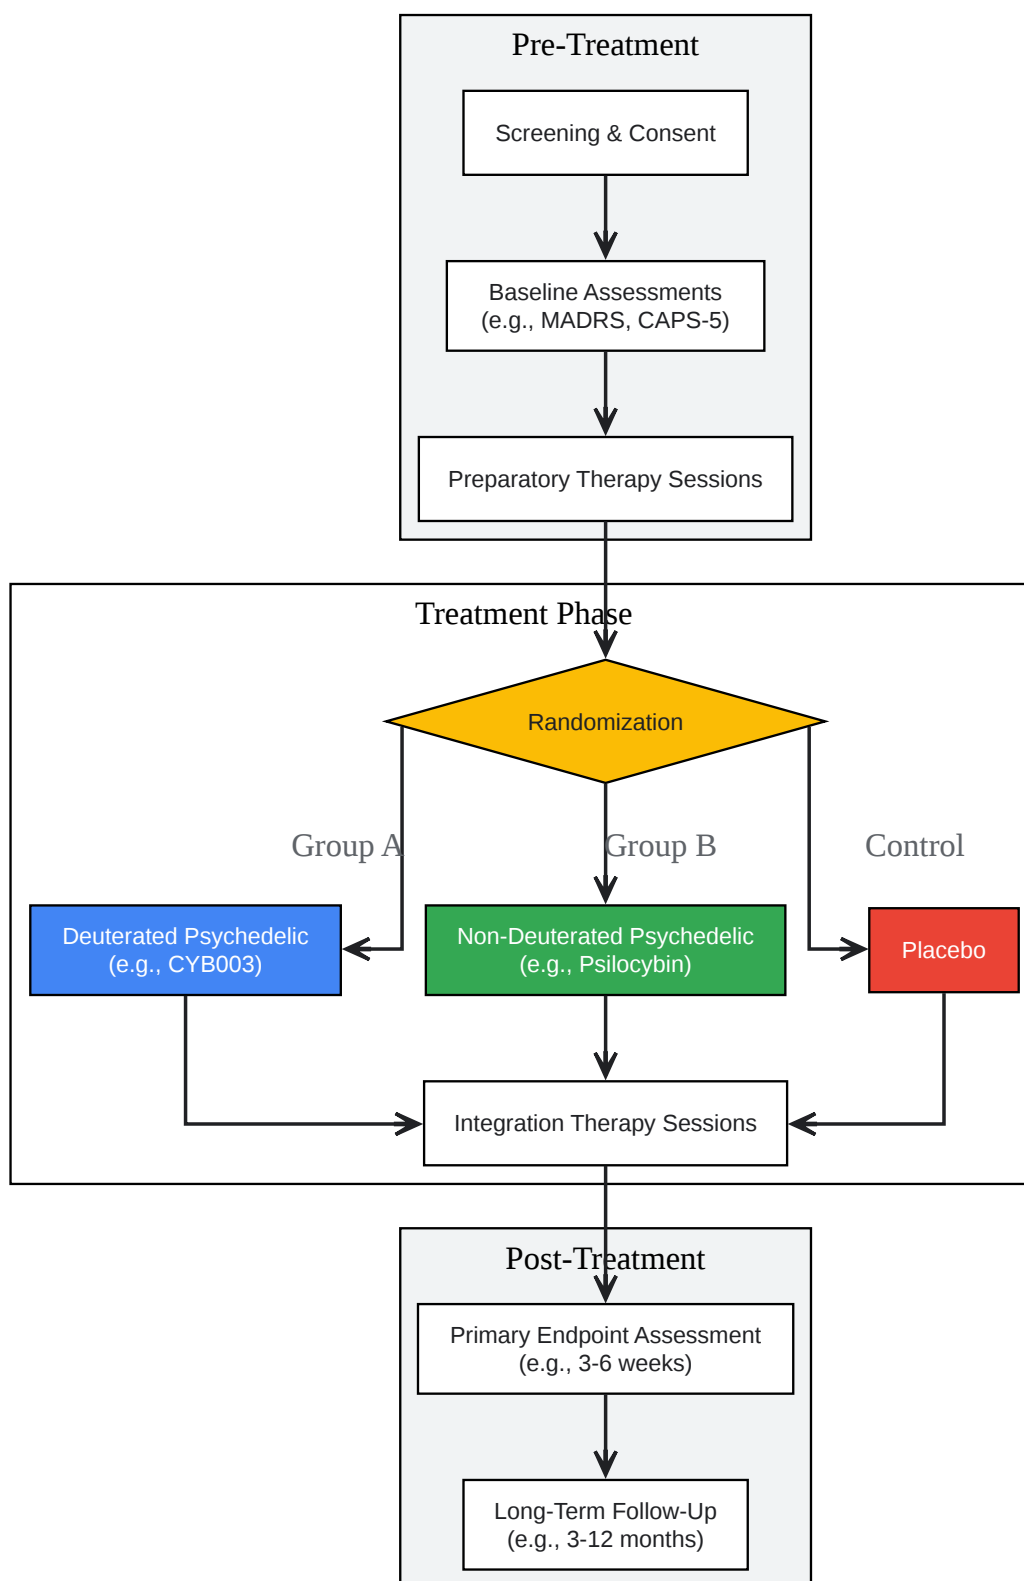 Pre-Treatment
Screening & Consent
Baseline Assessments
(e.g., MADRS, CAPS-5)
Preparatory Therapy Sessions
Treatment Phase
Randomization
Group A
Group B
Control
Deuterated Psychedelic
(e.g., CYB003)
Non-Deuterated Psychedelic
(e.g., Psilocybin)
Placebo
Integration Therapy Sessions
Post-Treatment
Primary Endpoint Assessment
(e.g., 3-6 weeks)
Long-Term Follow-Up
(e.g., 3-12 months)